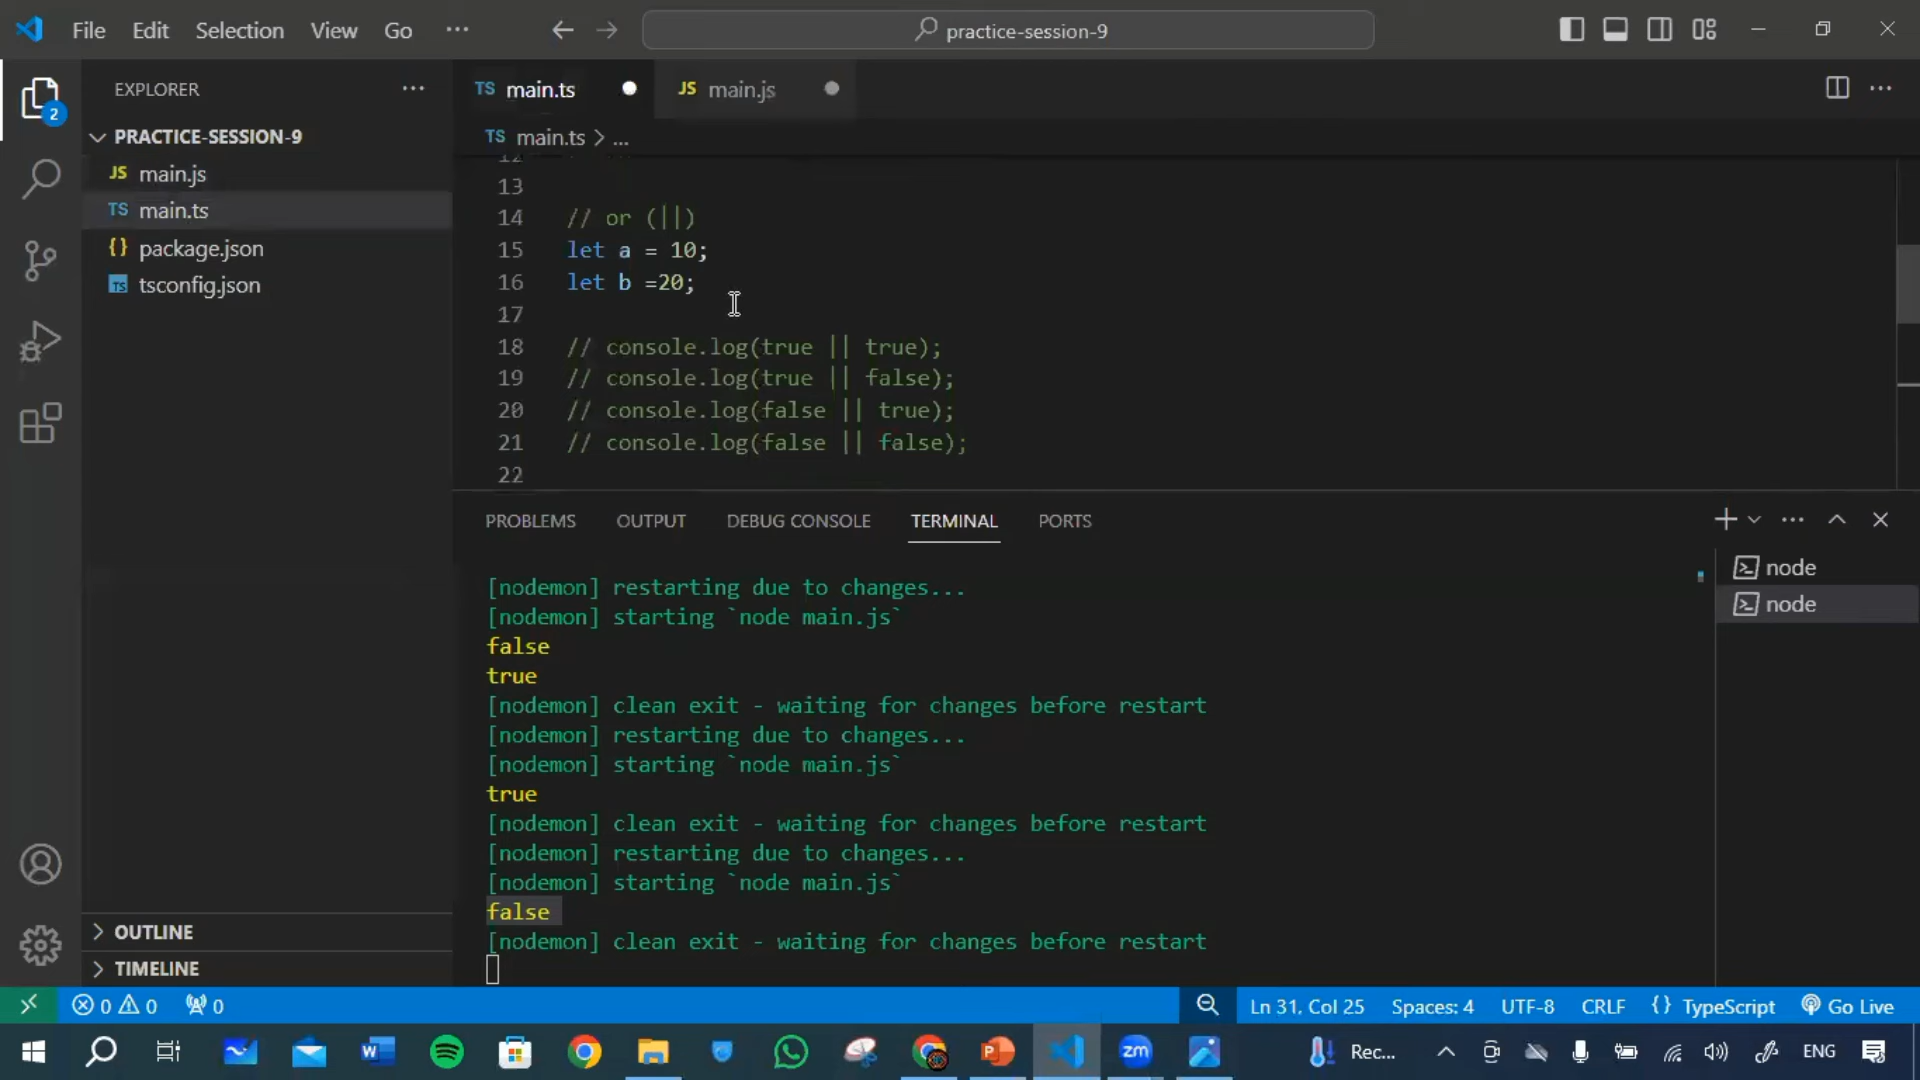 File Edit Selection View Go ···
practice-session-9
EXPLORER ···
TS main.ts
JS main.js
TS main.ts > ...
2
PRACTICE-SESSION-9
JS main.js
TS main.ts
{} package.json
TS tsconfig.json
12
13
14 // or (||)
15 let a = 10;
16 let b =20;
17
18 // console.log(true || true);
19 // console.log(true || false);
20 // console.log(false || true);
21 // console.log(false || false);
22
PROBLEMS OUTPUT DEBUG CONSOLE TERMINAL PORTS
[nodemon] restarting due to changes...
[nodemon] starting `node main.js`
false
true
[nodemon] clean exit - waiting for changes before restart
[nodemon] restarting due to changes...
[nodemon] starting `node main.js`
true
[nodemon] clean exit - waiting for changes before restart
[nodemon] restarting due to changes...
[nodemon] starting `node main.js`
false
[nodemon] clean exit - waiting for changes before restart
node
node
OUTLINE
TIMELINE
0 0 0 Ln 31, Col 25 Spaces: 4 UTF-8 CRLF {} TypeScript Go Live
W P zm Rec... ENG